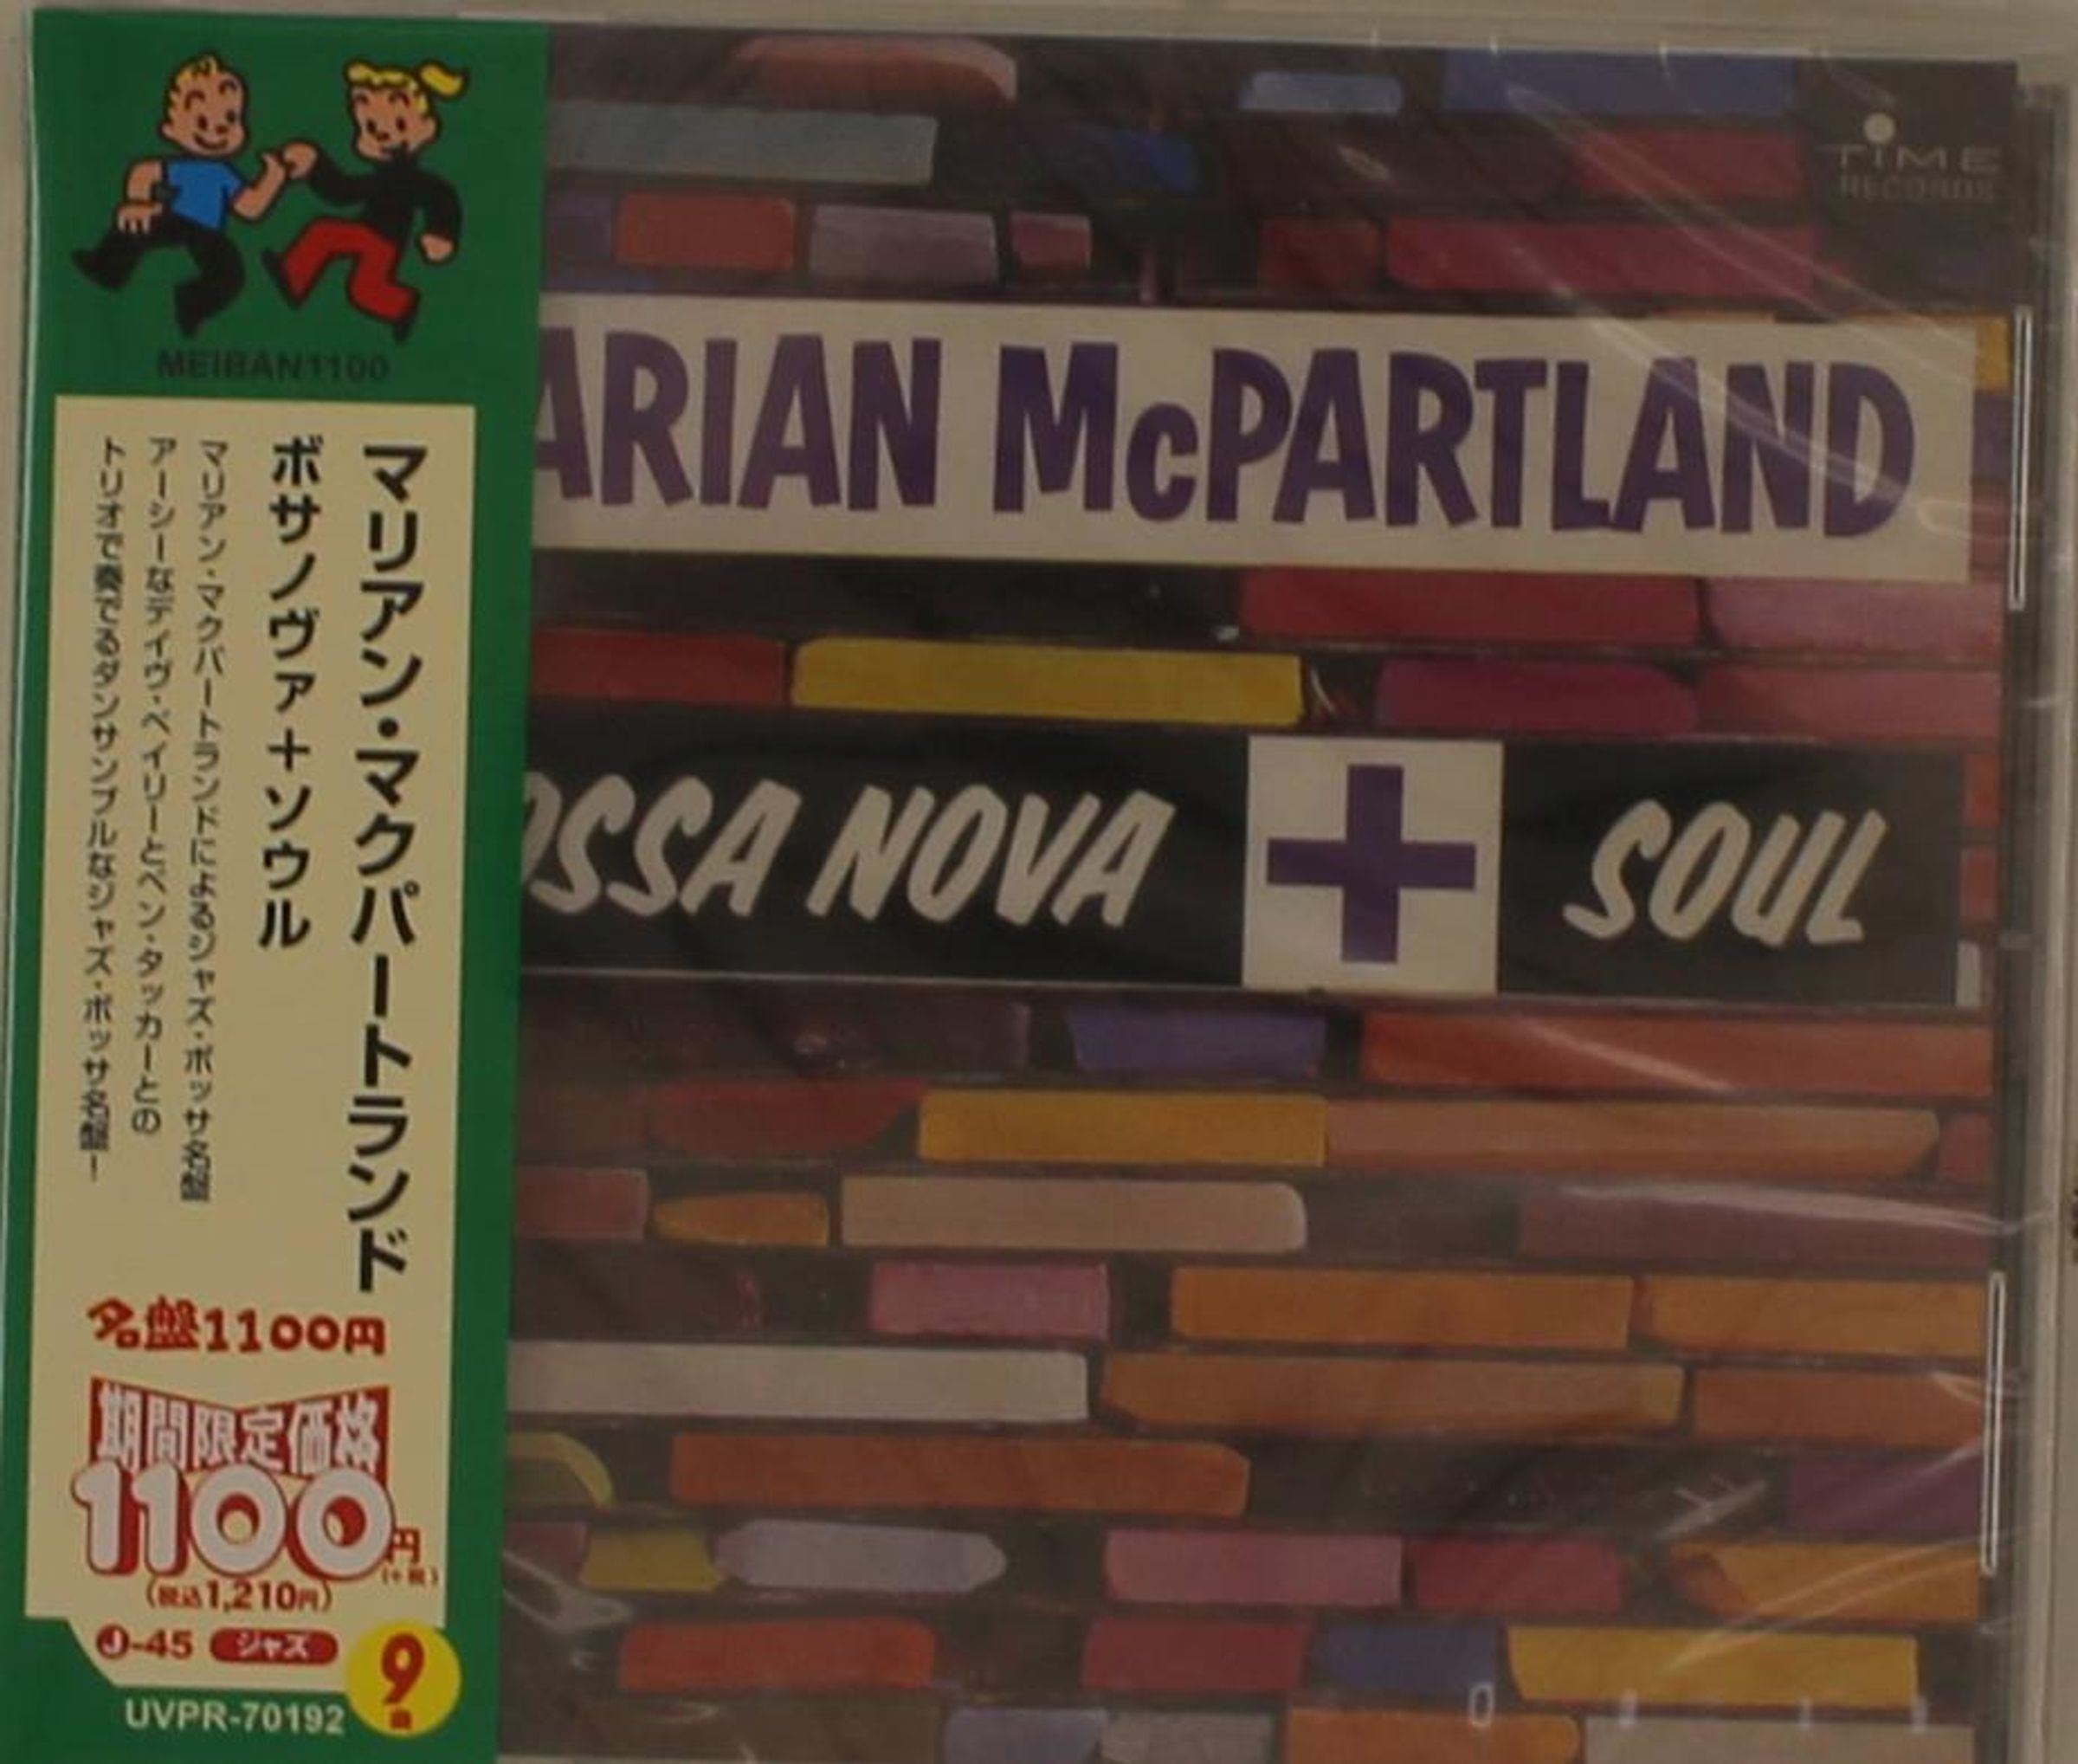 MEIBAN1100
マリアン・マクパートランド
ボサノヴァ+ソウル
マリアン・マクパートランドによるジャズ・ボッサ名盤
アーシーなデイヴ・ベイリーとベン・タッカーとの
トリオで奏でるダンサンブルなジャズ・ボッサ名盤!
名盤1100円
期間限定価格
1100円
(+税)
(税込1,210円)
J-45 ジャズ
9曲
UVPR-70192
TIME
RECORDS
ARIAN McPARTLAND
OSSA NOVA + SOUL